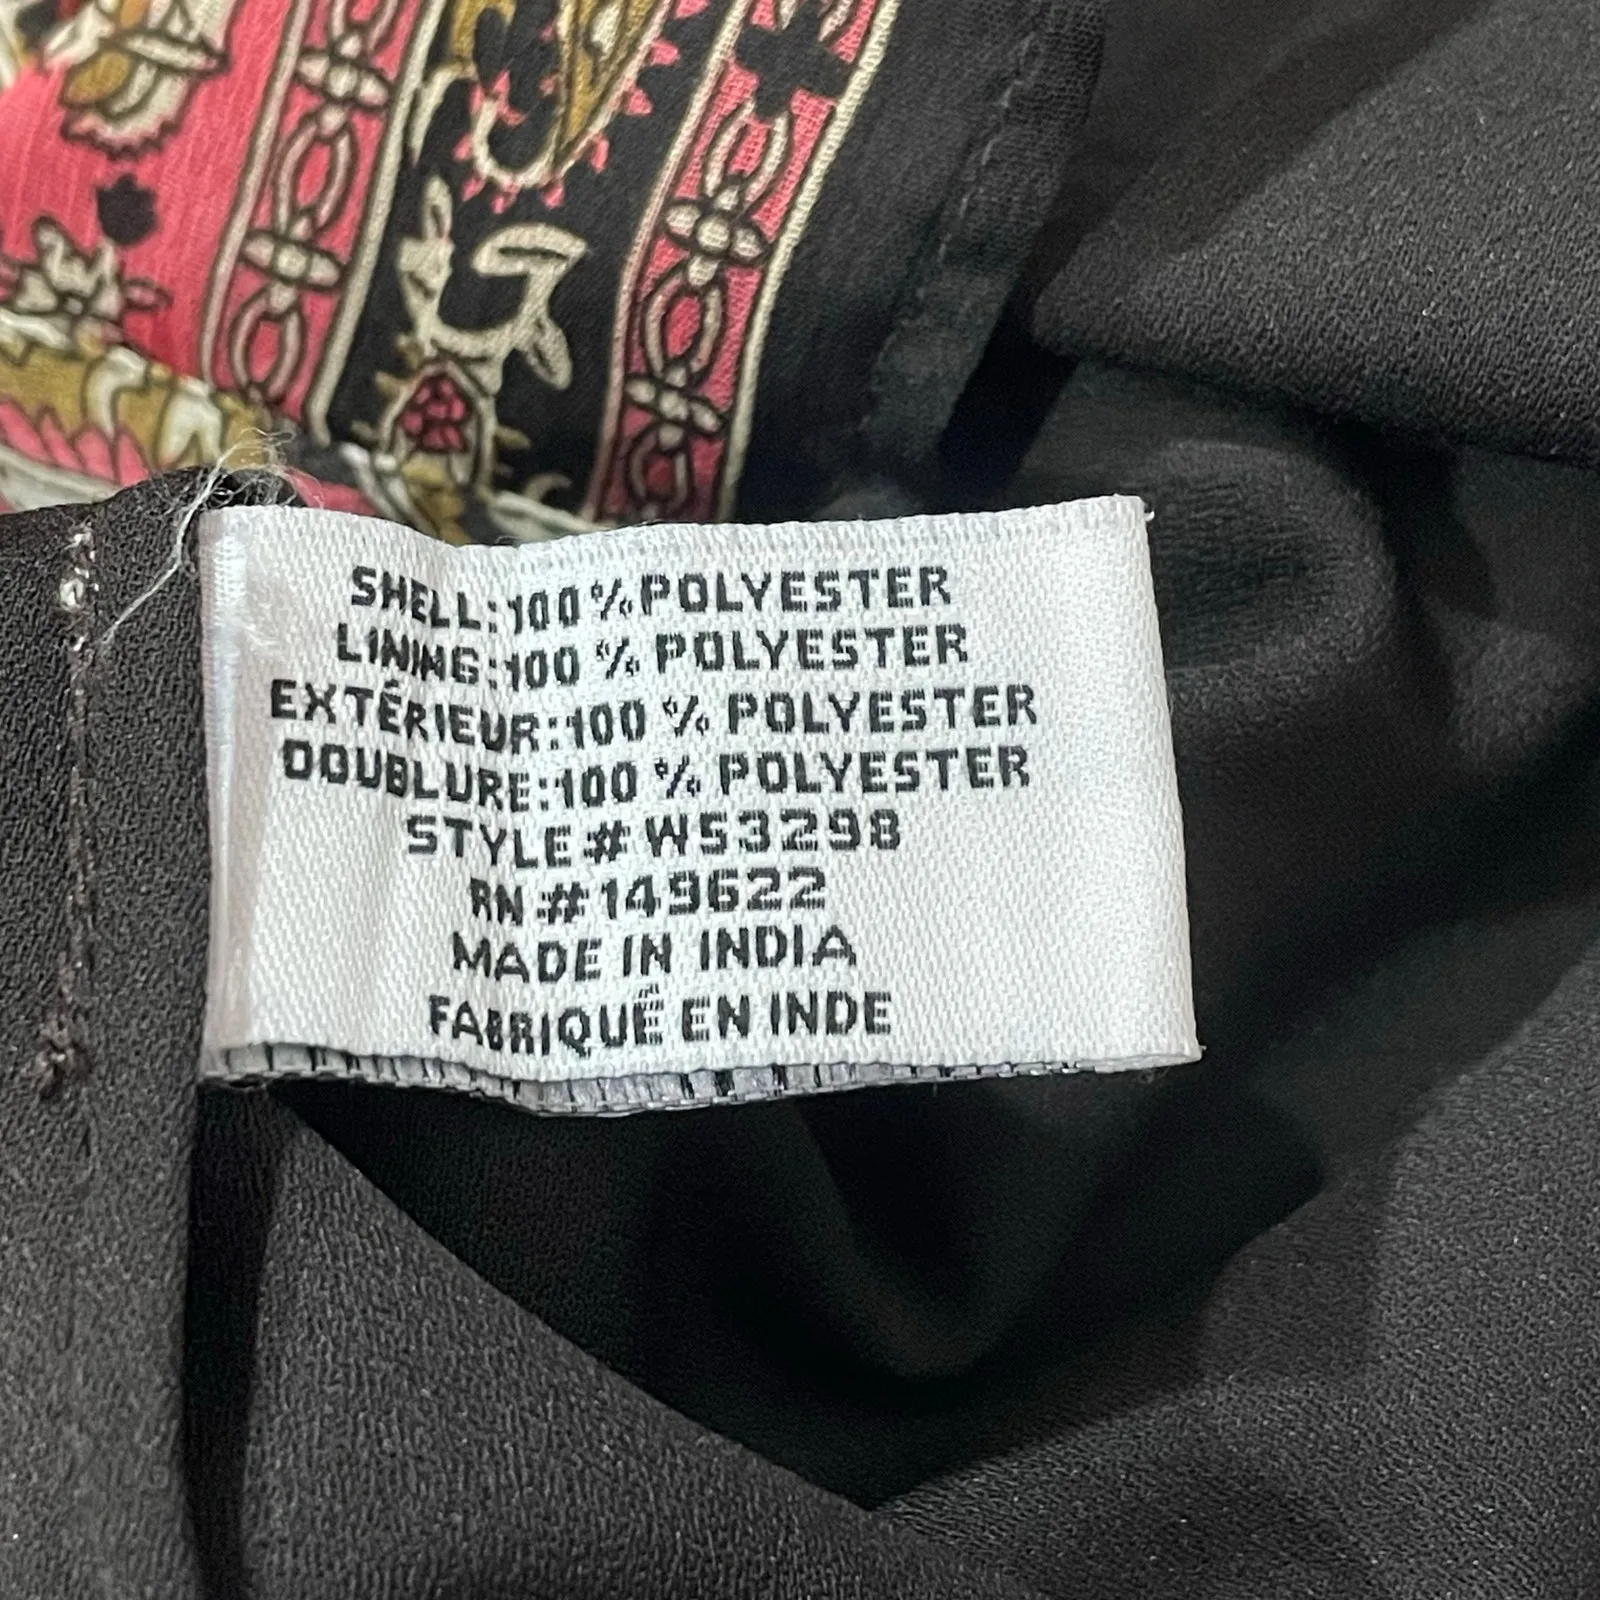 SHELL:100%POLYESTER
LINING:100 % POLYESTER
EXTÉRIEUR:100 % POLYESTER
DOUBLURE:100 % POLYESTER
STYLE # WS3298
RN #149622
MADE IN INDIA
FABRIQUÉ EN INDE